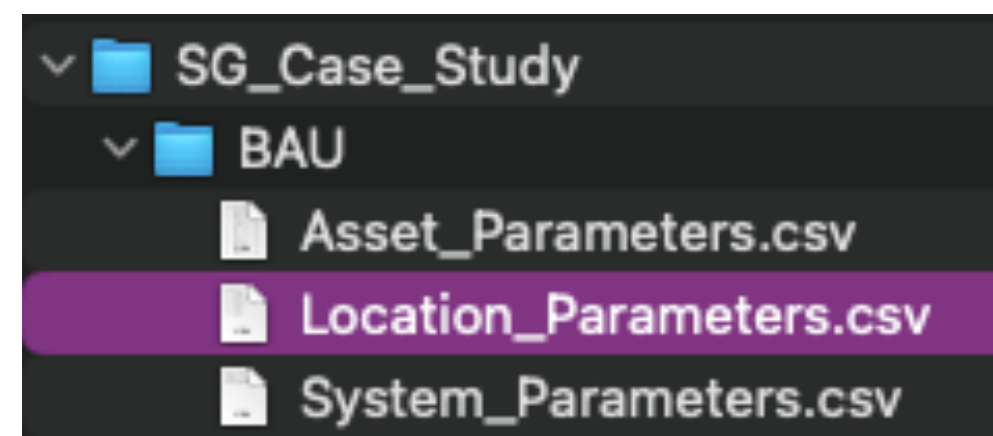 SG_Case_Study
BAU
Asset_Parameters.csv
Location_Parameters.csv
System_Parameters.csv